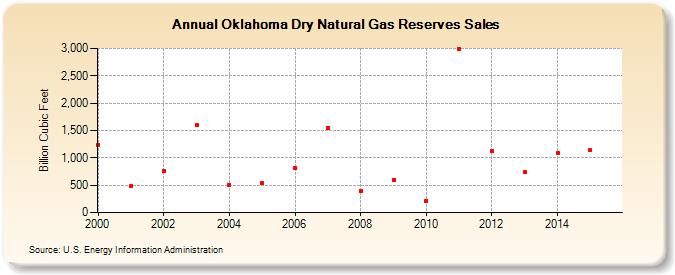 Annual Oklahoma Dry Natural Gas Reserves Sales
Billion Cubic Feet
3,000
2,500
2,000
1,500
1,000
500
0
2000 2002 2004 2006 2008 2010 2012 2014
Source: U.S. Energy Information Administration